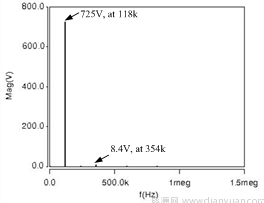 800.0
725V, at 118k
600.0
Mag(V)
400.0
200.0
8.4V, at 354k
0.0
0.0 500.0k 1meg 1.5meg
f(Hz)
www.dianyuan.com